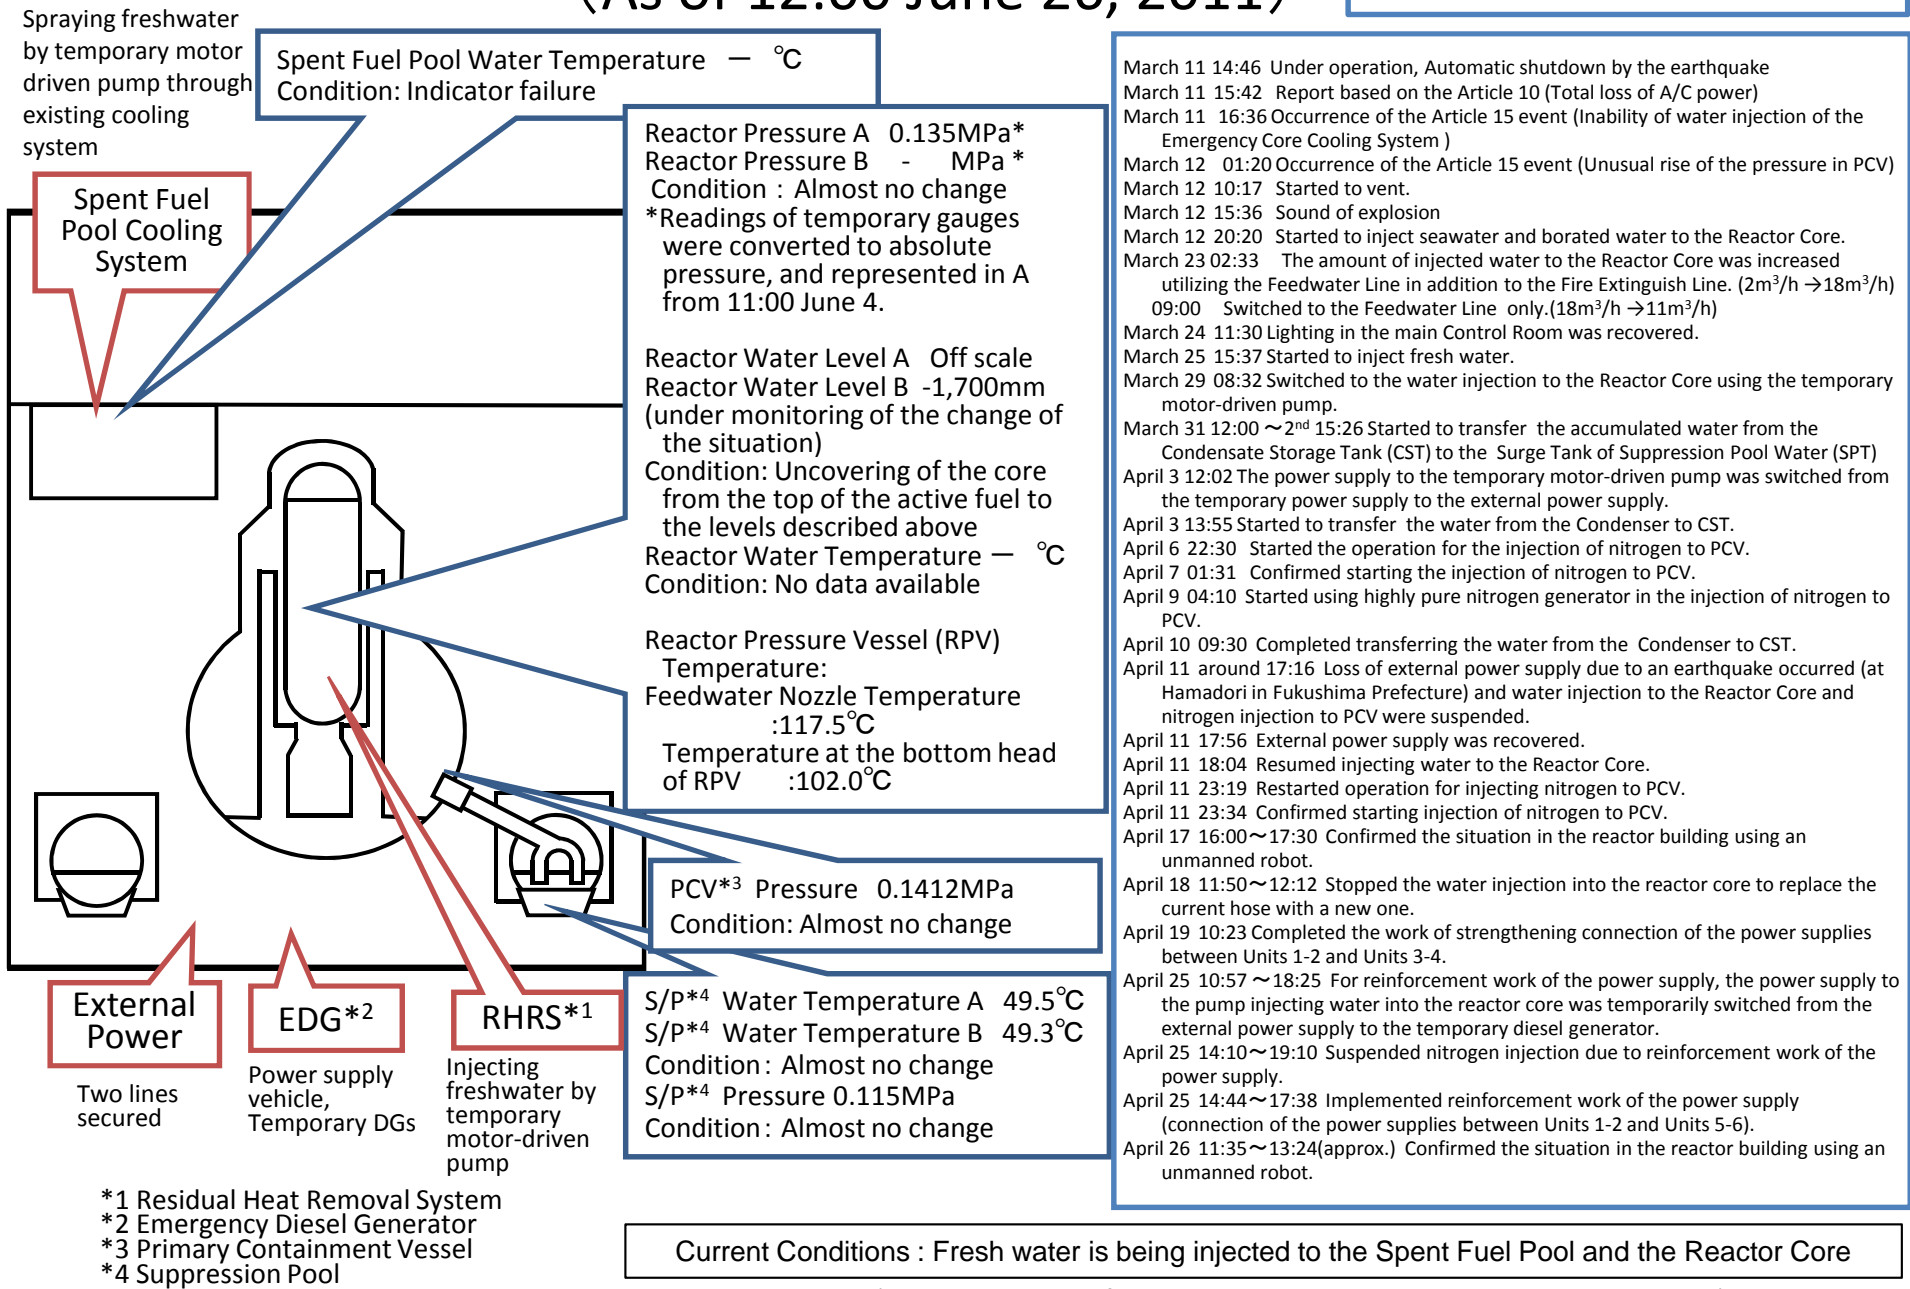 (As of 12:00 June 26, 2011)
Spraying freshwater
by temporary motor
driven pump through
existing cooling
system
Spent Fuel Pool Water Temperature － ℃
Condition: Indicator failure
Spent Fuel
Pool Cooling
System
Reactor Pressure A 0.135MPa*
Reactor Pressure B - MPa *
Condition : Almost no change
*Readings of temporary gauges
were converted to absolute
pressure, and represented in A
from 11:00 June 4.
Reactor Water Level A Off scale
Reactor Water Level B -1,700mm
(under monitoring of the change of
the situation)
Condition: Uncovering of the core
from the top of the active fuel to
the levels described above
Reactor Water Temperature － ℃
Condition: No data available
Reactor Pressure Vessel (RPV)
Temperature:
Feedwater Nozzle Temperature
:117.5℃
Temperature at the bottom head
of RPV :102.0℃
PCV*3 Pressure 0.1412MPa
Condition: Almost no change
S/P*4 Water Temperature A 49.5℃
S/P*4 Water Temperature B 49.3℃
Condition : Almost no change
S/P*4 Pressure 0.115MPa
Condition : Almost no change
External
Power
Two lines
secured
EDG*2
Power supply
vehicle,
Temporary DGs
RHRS*1
Injecting
freshwater by
temporary
motor-driven
pump
*1 Residual Heat Removal System
*2 Emergency Diesel Generator
*3 Primary Containment Vessel
*4 Suppression Pool
March 11 14:46 Under operation, Automatic shutdown by the earthquake
March 11 15:42 Report based on the Article 10 (Total loss of A/C power)
March 11 16:36 Occurrence of the Article 15 event (Inability of water injection of the
Emergency Core Cooling System )
March 12 01:20 Occurrence of the Article 15 event (Unusual rise of the pressure in PCV)
March 12 10:17 Started to vent.
March 12 15:36 Sound of explosion
March 12 20:20 Started to inject seawater and borated water to the Reactor Core.
March 23 02:33 The amount of injected water to the Reactor Core was increased
utilizing the Feedwater Line in addition to the Fire Extinguish Line. (2m³/h →18m³/h)
09:00 Switched to the Feedwater Line only.(18m³/h →11m³/h)
March 24 11:30 Lighting in the main Control Room was recovered.
March 25 15:37 Started to inject fresh water.
March 29 08:32 Switched to the water injection to the Reactor Core using the temporary
motor-driven pump.
March 31 12:00 ～2nd 15:26 Started to transfer the accumulated water from the
Condensate Storage Tank (CST) to the Surge Tank of Suppression Pool Water (SPT)
April 3 12:02 The power supply to the temporary motor-driven pump was switched from
the temporary power supply to the external power supply.
April 3 13:55 Started to transfer the water from the Condenser to CST.
April 6 22:30 Started the operation for the injection of nitrogen to PCV.
April 7 01:31 Confirmed starting the injection of nitrogen to PCV.
April 9 04:10 Started using highly pure nitrogen generator in the injection of nitrogen to
PCV.
April 10 09:30 Completed transferring the water from the Condenser to CST.
April 11 around 17:16 Loss of external power supply due to an earthquake occurred (at
Hamadori in Fukushima Prefecture) and water injection to the Reactor Core and
nitrogen injection to PCV were suspended.
April 11 17:56 External power supply was recovered.
April 11 18:04 Resumed injecting water to the Reactor Core.
April 11 23:19 Restarted operation for injecting nitrogen to PCV.
April 11 23:34 Confirmed starting injection of nitrogen to PCV.
April 17 16:00～17:30 Confirmed the situation in the reactor building using an
unmanned robot.
April 18 11:50～12:12 Stopped the water injection into the reactor core to replace the
current hose with a new one.
April 19 10:23 Completed the work of strengthening connection of the power supplies
between Units 1-2 and Units 3-4.
April 25 10:57 ～18:25 For reinforcement work of the power supply, the power supply to
the pump injecting water into the reactor core was temporarily switched from the
external power supply to the temporary diesel generator.
April 25 14:10～19:10 Suspended nitrogen injection due to reinforcement work of the
power supply.
April 25 14:44～17:38 Implemented reinforcement work of the power supply
(connection of the power supplies between Units 1-2 and Units 5-6).
April 26 11:35～13:24(approx.) Confirmed the situation in the reactor building using an
unmanned robot.
Current Conditions : Fresh water is being injected to the Spent Fuel Pool and the Reactor Core